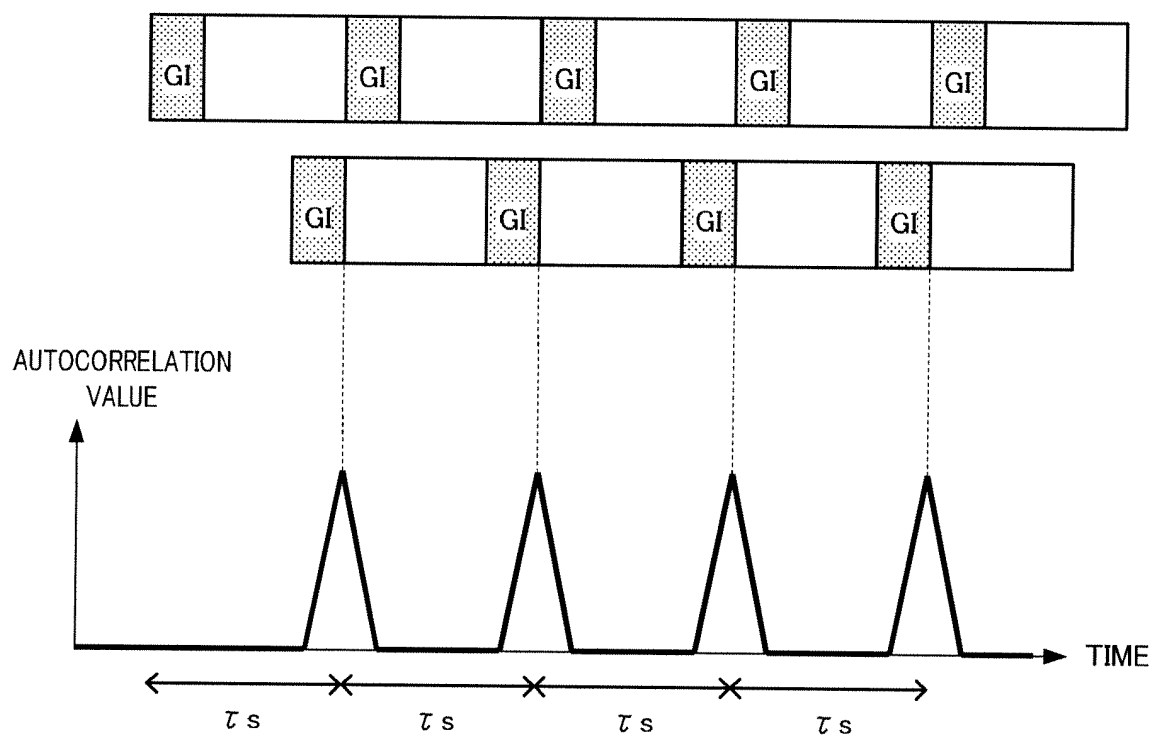 GI GI GI GI GI
GI GI GI GI
AUTOCORRELATION
VALUE
TIME
τs τs τs τs